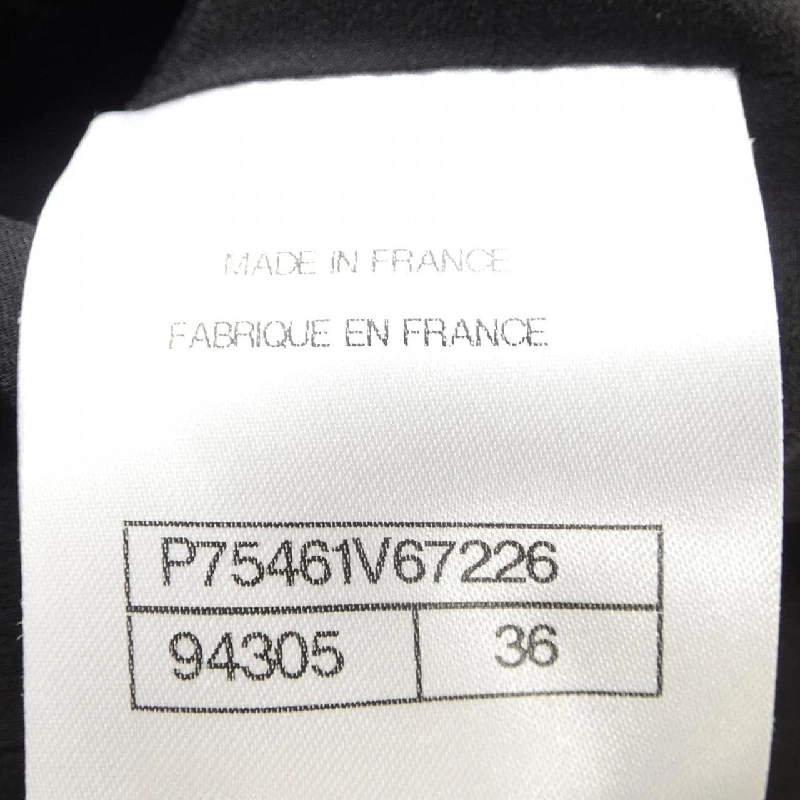 MADE IN FRANCE
FABRIQUE EN FRANCE
P75461V67226
94305 36